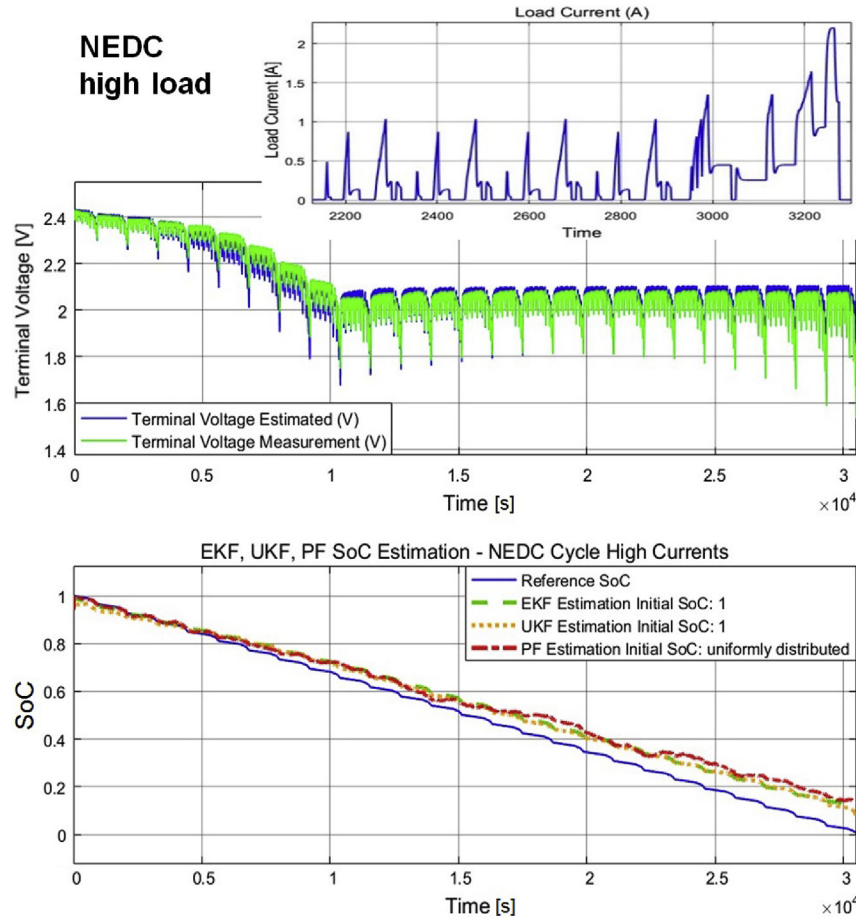 NEDC
high load
Load Current (A)
Load Current [A]
2
1.5
1
0.5
0
2200
2400
2600
2800
3000
3200
Time
Terminal Voltage [V]
2.4
2.2
2
1.8
1.6
1.4
Terminal Voltage Estimated (V)
Terminal Voltage Measurement (V)
0
0.5
1
1.5
2
2.5
3
Time [s]
×10⁴
EKF, UKF, PF SoC Estimation - NEDC Cycle High Currents
SoC
1
0.8
0.6
0.4
0.2
0
Reference SoC
EKF Estimation Initial SoC: 1
UKF Estimation Initial SoC: 1
PF Estimation Initial SoC: uniformly distributed
0
0.5
1
1.5
2
2.5
3
Time [s]
×10⁴